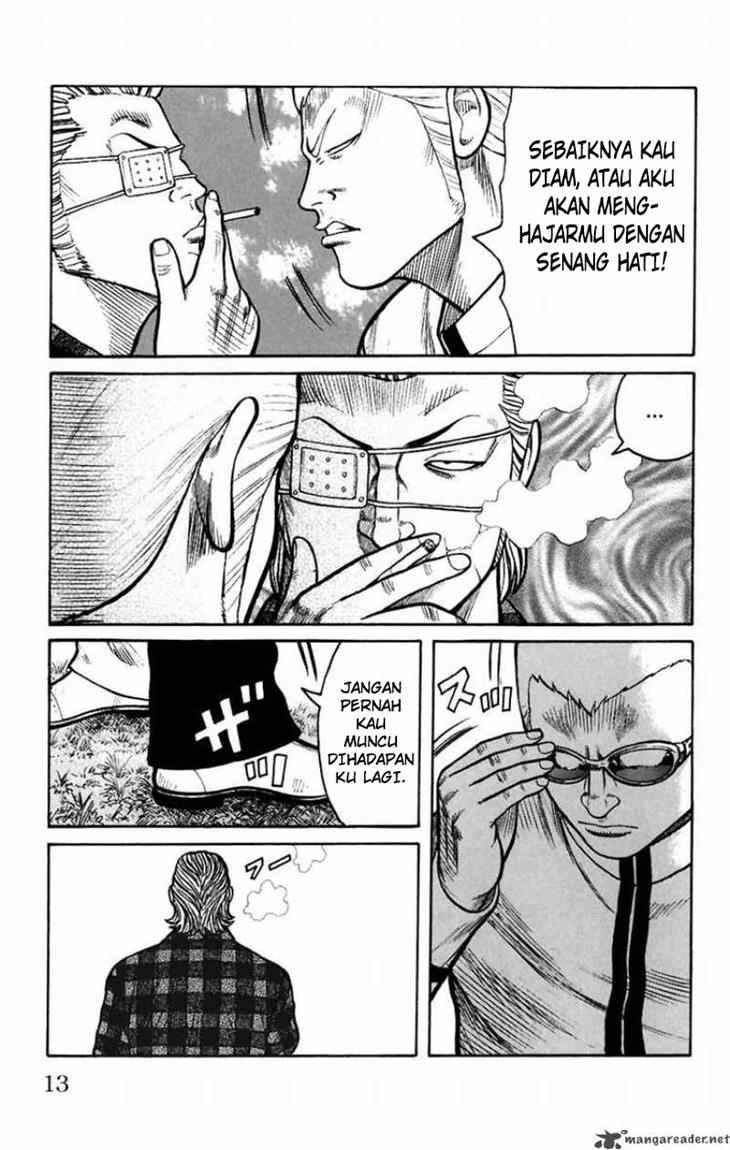 SEBAIKNYA KAU
DIAM, ATAU AKU
AKAN MENG-
HAJARMU DENGAN
SENANG HATI!
...
JANGAN
PERNAH
KAU
MUNCU
DIHADAPAN
KU LAGI.
ザッ
スッ
フー
13
mangareader.net